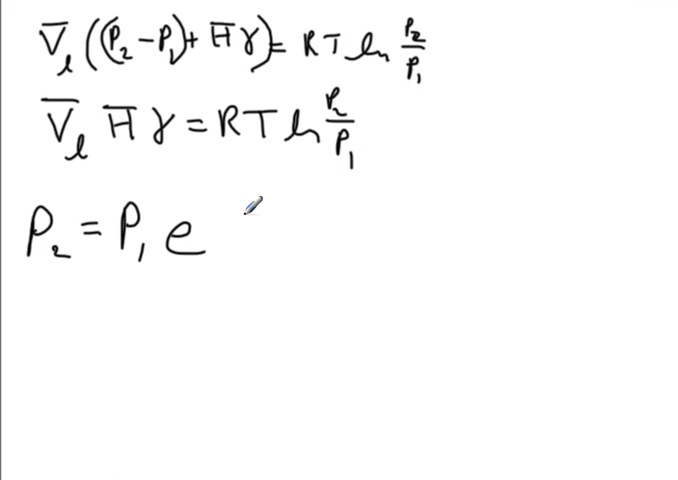 V̅ₗ((P₂ - P₁) + H̅γ) = RT ln P₂/P₁
V̅ₗ H̅γ = RT ln P₂/P₁
P₂ = P₁ e